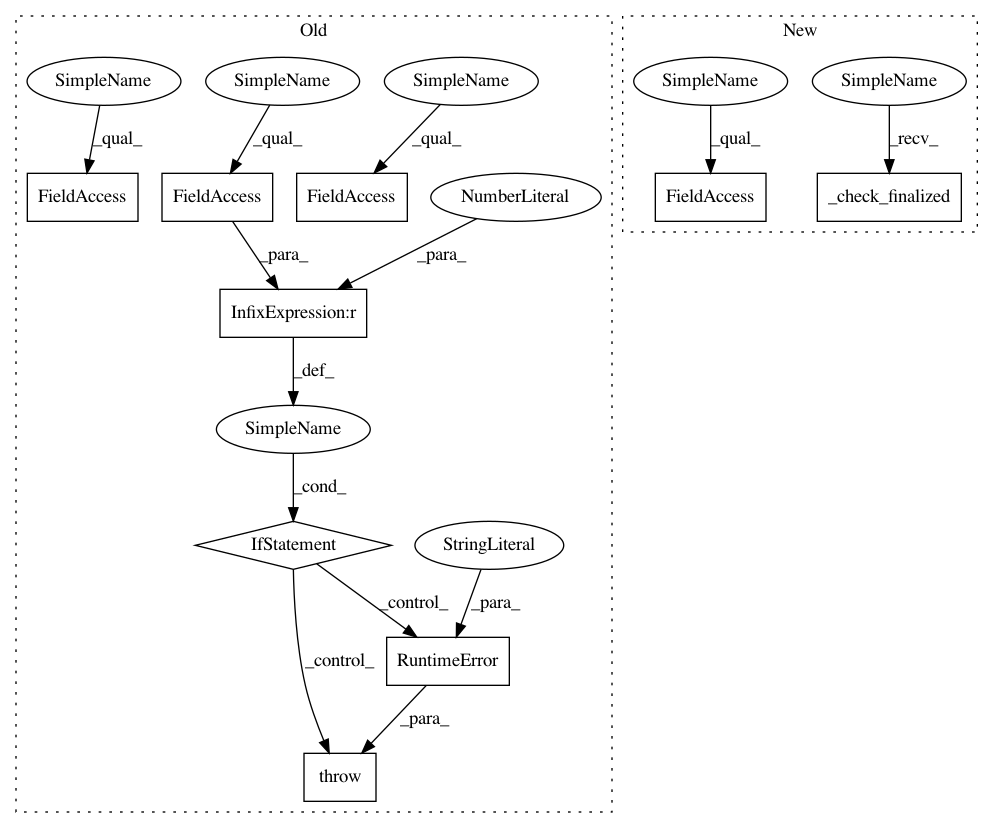 Old
New
SimpleName
SimpleName
SimpleName
SimpleName
SimpleName
_qual_
_qual_
_qual_
_qual_
_recv_
FieldAccess
FieldAccess
FieldAccess
NumberLiteral
FieldAccess
_check_finalized
_para_
_para_
InfixExpression:r
_def_
SimpleName
_cond_
IfStatement
StringLiteral
_control_
_para_
RuntimeError
_control_
_para_
throw